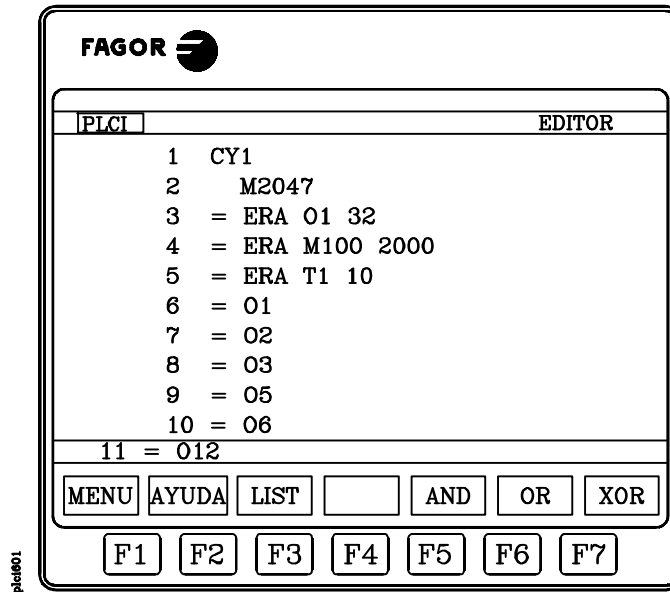 FAGOR
PLCI EDITOR
1 CY1
2 M2047
3 = ERA O1 32
4 = ERA M100 2000
5 = ERA T1 10
6 = O1
7 = O2
8 = O3
9 = O5
10 = O6
11 = O12
MENU AYUDA LIST AND OR XOR
F1 F2 F3 F4 F5 F6 F7
plci601